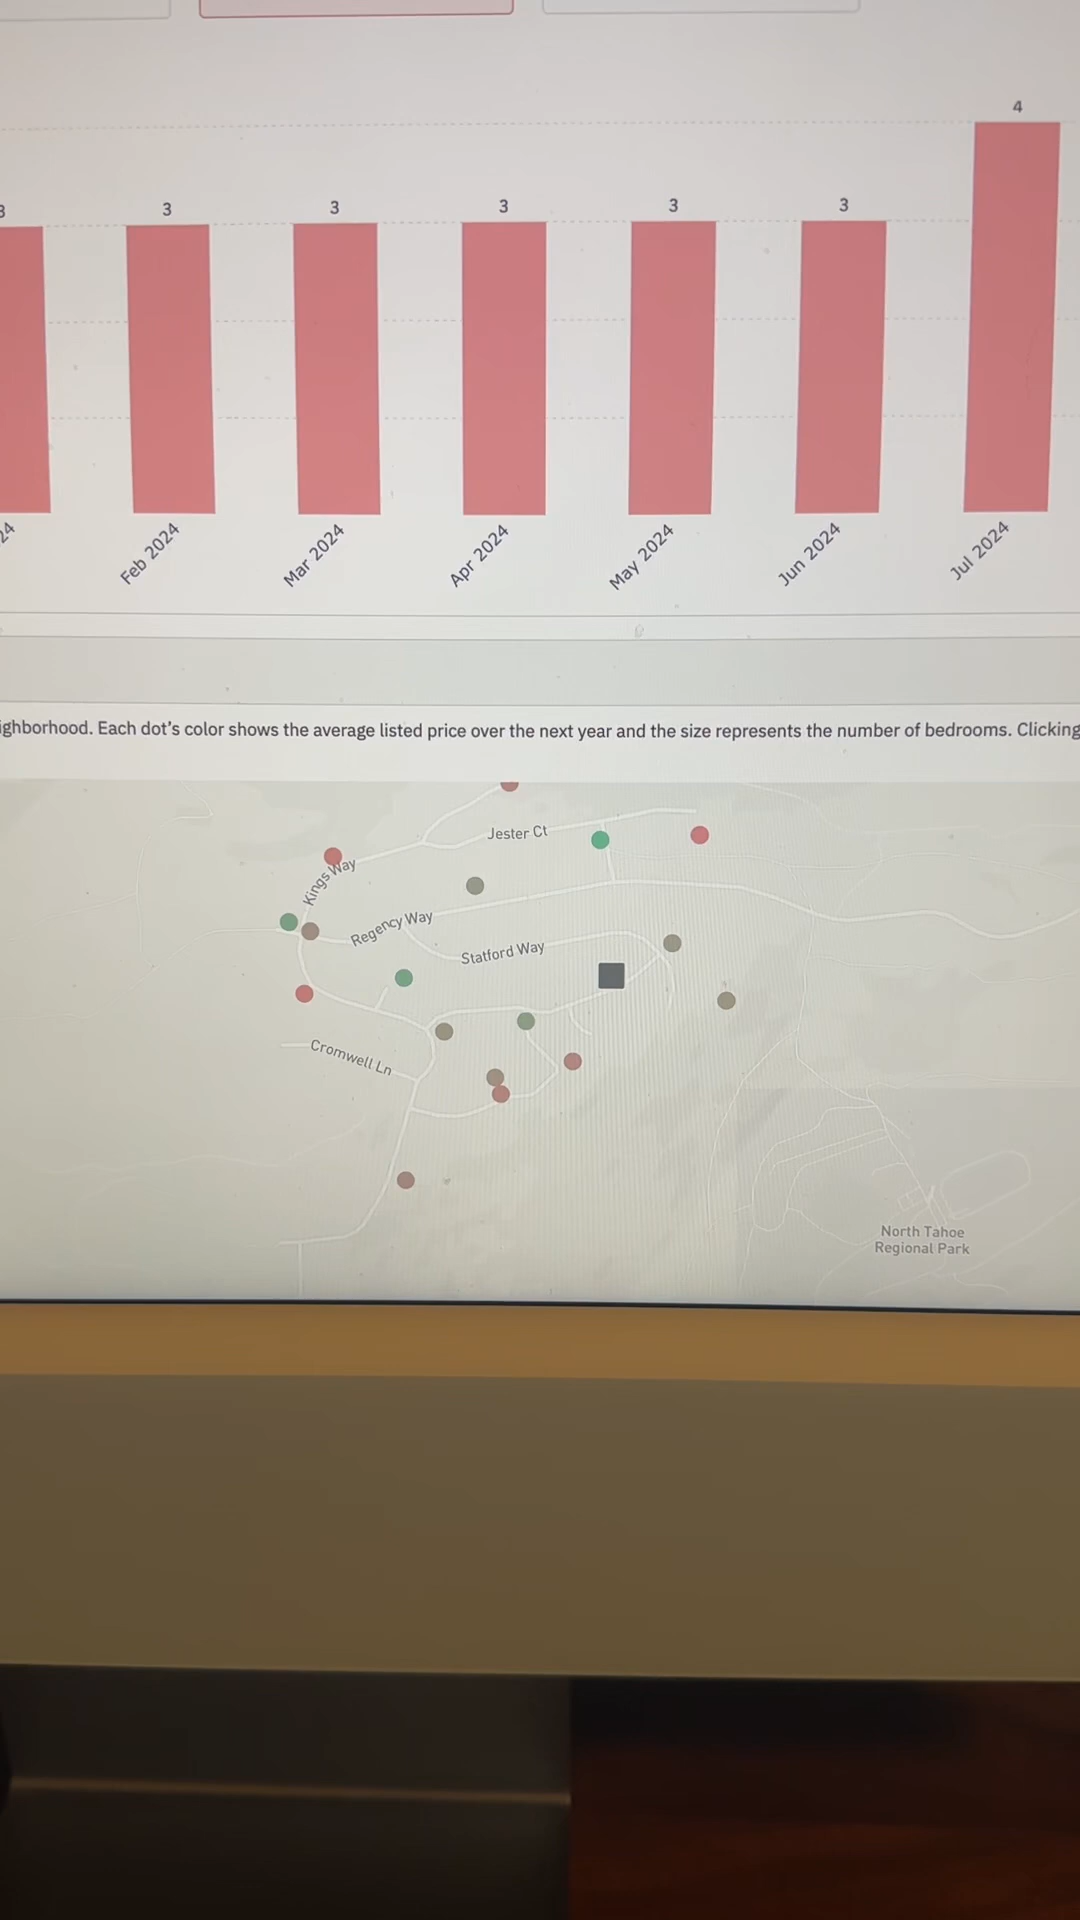 4
3
3
3
3
3
3
24
Feb 2024
Mar 2024
Apr 2024
May 2024
Jun 2024
Jul 2024
ighborhood. Each dot's color shows the average listed price over the next year and the size represents the number of bedrooms. Clicking
Jester Ct
Kings Way
Regency Way
Statford Way
Cromwell Ln
North Tahoe
Regional Park